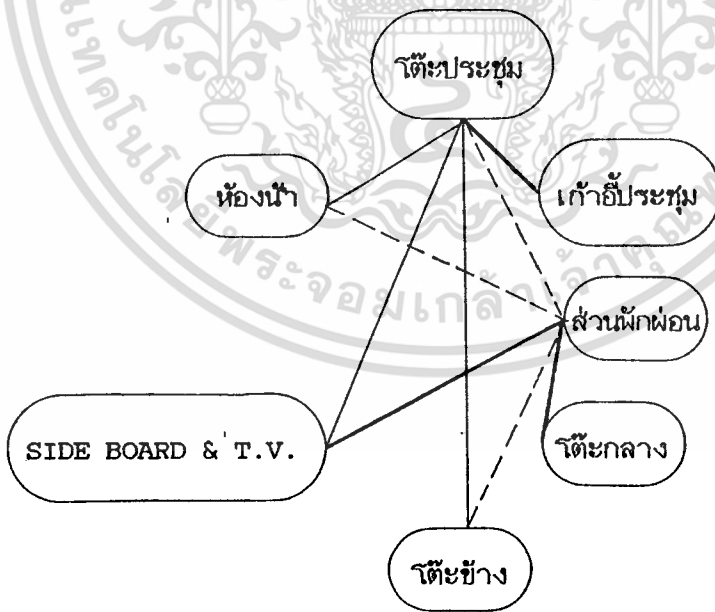 โต๊ะประชุม
ห้องน้ำ
เก้าอี้ประชุม
ส่วนพักผ่อน
SIDE BOARD & T.V.
โต๊ะกลาง
โต๊ะข้าง